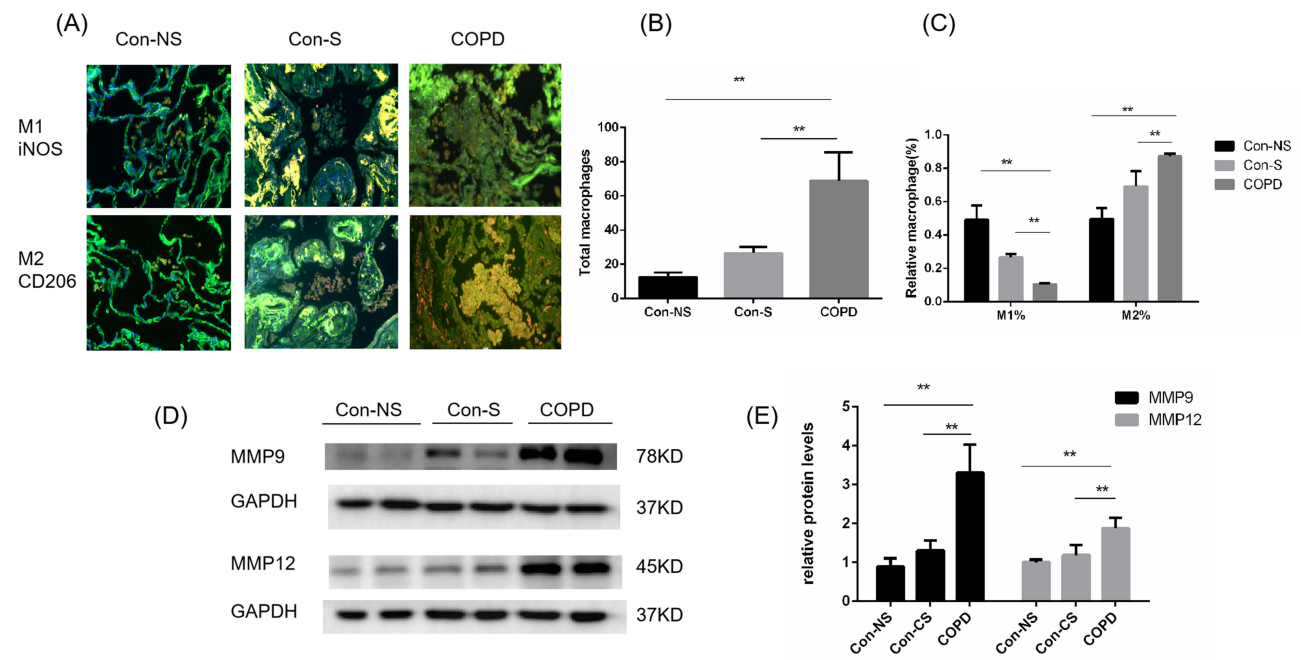 (A)
Con-NS
Con-S
COPD
M1
iNOS
M2
CD206
(B)
**
**
100
80
60
40
20
0
Total macrophages
Con-NS
Con-S
COPD
(C)
**
**
**
**
1.0
0.8
0.6
0.4
0.2
0.0
Relative macrophage(%)
M1%
M2%
Con-NS
Con-S
COPD
(D)
Con-NS
Con-S
COPD
MMP9
78KD
GAPDH
37KD
MMP12
45KD
GAPDH
37KD
(E)
**
**
**
**
5
4
3
2
1
0
relative protein levels
Con-NS
Con-CS
COPD
Con-NS
Con-CS
COPD
MMP9
MMP12